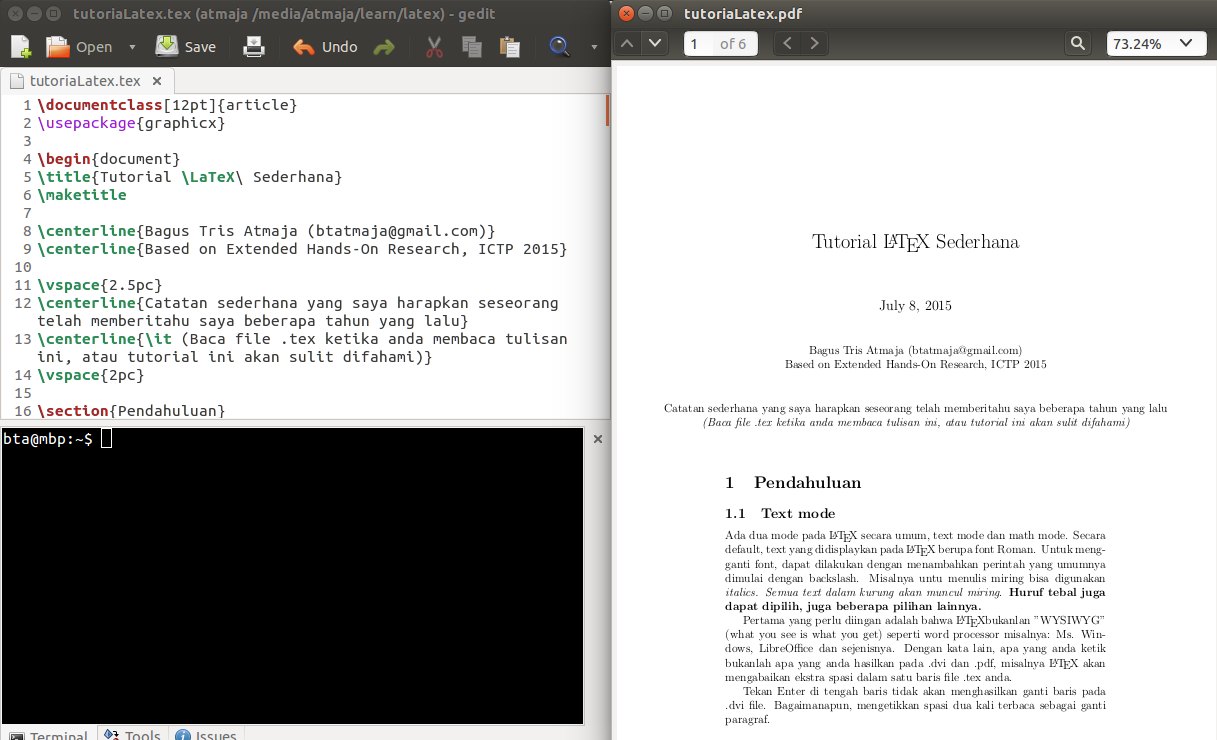 tutoriaLatex.tex (atmaja /media/atmaja/learn/latex) - gedit
Open Save Undo
tutoriaLatex.tex
1 \documentclass[12pt]{article}
2 \usepackage{graphicx}
3
4 \begin{document}
5 \title{Tutorial \LaTeX\ Sederhana}
6 \maketitle
7
8 \centerline{Bagus Tris Atmaja (btatmaja@gmail.com)}
9 \centerline{Based on Extended Hands-On Research, ICTP 2015}
10
11 \vspace{2.5pc}
12 \centerline{Catatan sederhana yang saya harapkan seseorang
telah memberitahu saya beberapa tahun yang lalu}
13 \centerline{\it (Baca file .tex ketika anda membaca tulisan
ini, atau tutorial ini akan sulit difahami)}
14 \vspace{2pc}
15
16 \section{Pendahuluan}
bta@mbp:~$
Terminal Tools Issues
tutoriaLatex.pdf
1 of 6 73.24%
Tutorial LATEX Sederhana
July 8, 2015
Bagus Tris Atmaja (btatmaja@gmail.com)
Based on Extended Hands-On Research, ICTP 2015
Catatan sederhana yang saya harapkan seseorang telah memberitahu saya beberapa tahun yang lalu
(Baca file .tex ketika anda membaca tulisan ini, atau tutorial ini akan sulit difahami)
1 Pendahuluan
1.1 Text mode
Ada dua mode pada LATEX secara umum, text mode dan math mode. Secara
default, text yang didisplaykan pada LATEX berupa font Roman. Untuk meng-
ganti font, dapat dilakukan dengan menambahkan perintah yang umumnya
dimulai dengan backslash. Misalnya untu menulis miring bisa digunakan
italics. Semua text dalam kurung akan muncul miring. Huruf tebal juga
dapat dipilih, juga beberapa pilihan lainnya.
Pertama yang perlu diingan adalah bahwa LATEXbukanlan "WYSIWYG"
(what you see is what you get) seperti word processor misalnya: Ms. Win-
dows, LibreOffice dan sejenisnya. Dengan kata lain, apa yang anda ketik
bukanlah apa yang anda hasilkan pada .dvi dan .pdf, misalnya LATEX akan
mengabaikan ekstra spasi dalam satu baris file .tex anda.
Tekan Enter di tengah baris tidak akan menghasilkan ganti baris pada
.dvi file. Bagaimanapun, mengetikkan spasi dua kali terbaca sebagai ganti
paragraf.